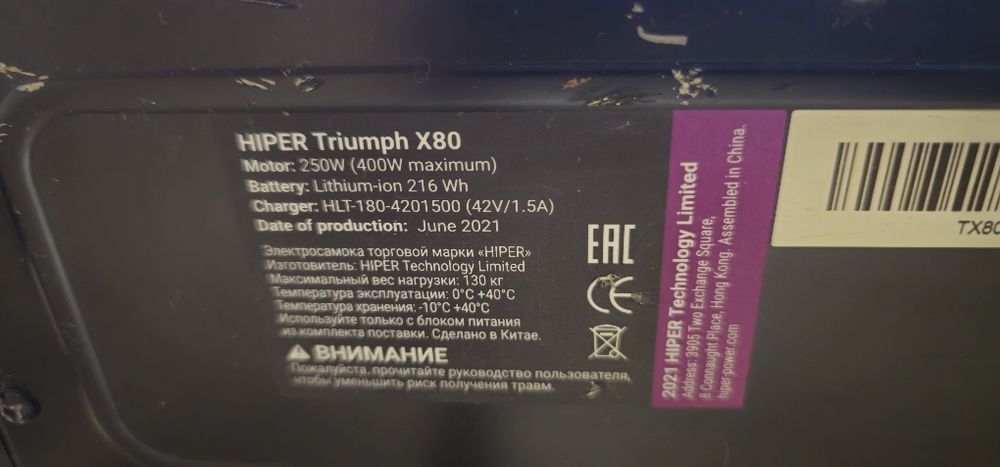 HIPER Triumph X80
Motor: 250W (400W maximum)
Battery: Lithium-ion 216 Wh
Charger: HLT-180-4201500 (42V/1.5A)
Date of production: June 2021
Электросамока торговой марки «HIPER»
Изготовитель: HIPER Technology Limited
Максимальный вес нагрузки: 130 кг
Температура эксплуатации: 0°C +40°C
Температура хранения: -10°C +40°C
Используйте только с блоком питания
из комплекта поставки. Сделано в Китае.
ВНИМАНИЕ
Пожалуйста, прочитайте руководство пользователя,
чтобы уменьшить риск получения травм.
EAC
CE
2021 HIPER Technology Limited
Address: 3905 Two Exchange Square,
8 Connaught Place, Hong Kong. Assembled in China.
hiper-power.com
TX80